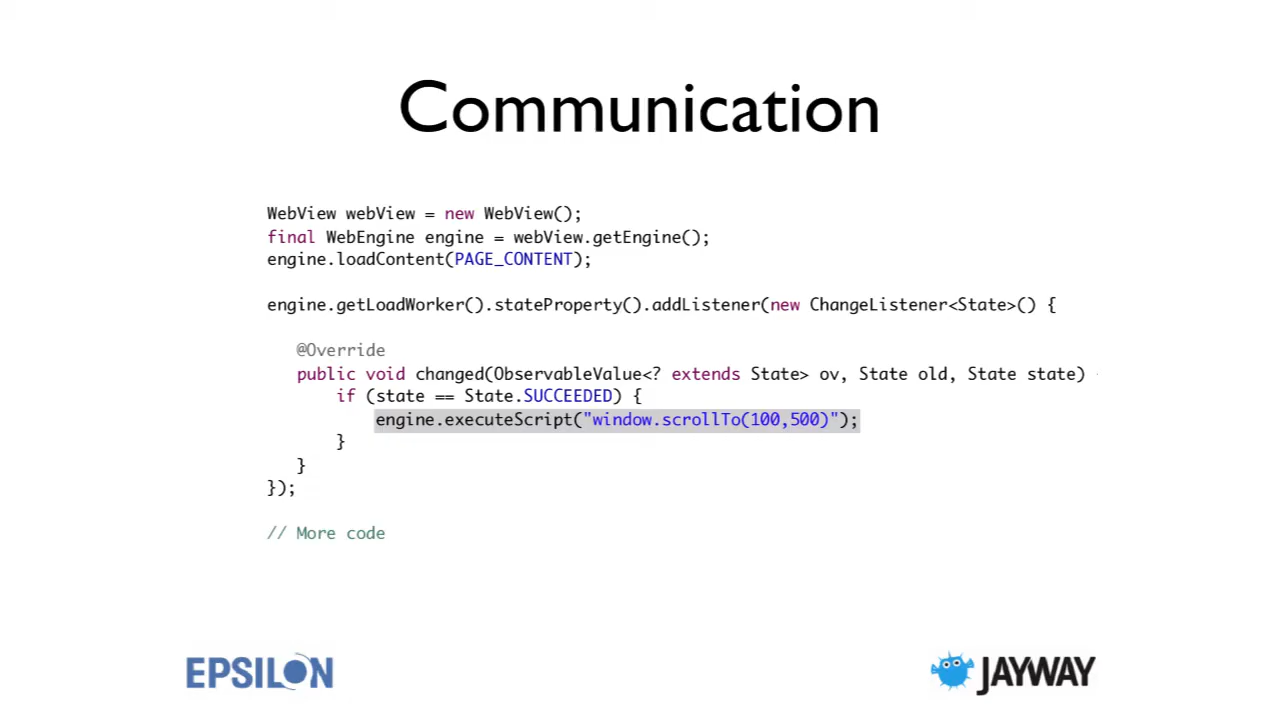 Communication
WebView webView = new WebView();
final WebEngine engine = webView.getEngine();
engine.loadContent(PAGE_CONTENT);
engine.getLoadWorker().stateProperty().addListener(new ChangeListener<State>() {
@Override
public void changed(ObservableValue<? extends State> ov, State old, State state)
if (state == State.SUCCEEDED) {
engine.executeScript("window.scrollTo(100,500)");
}
}
});
// More code
EPSILON
JAYWAY